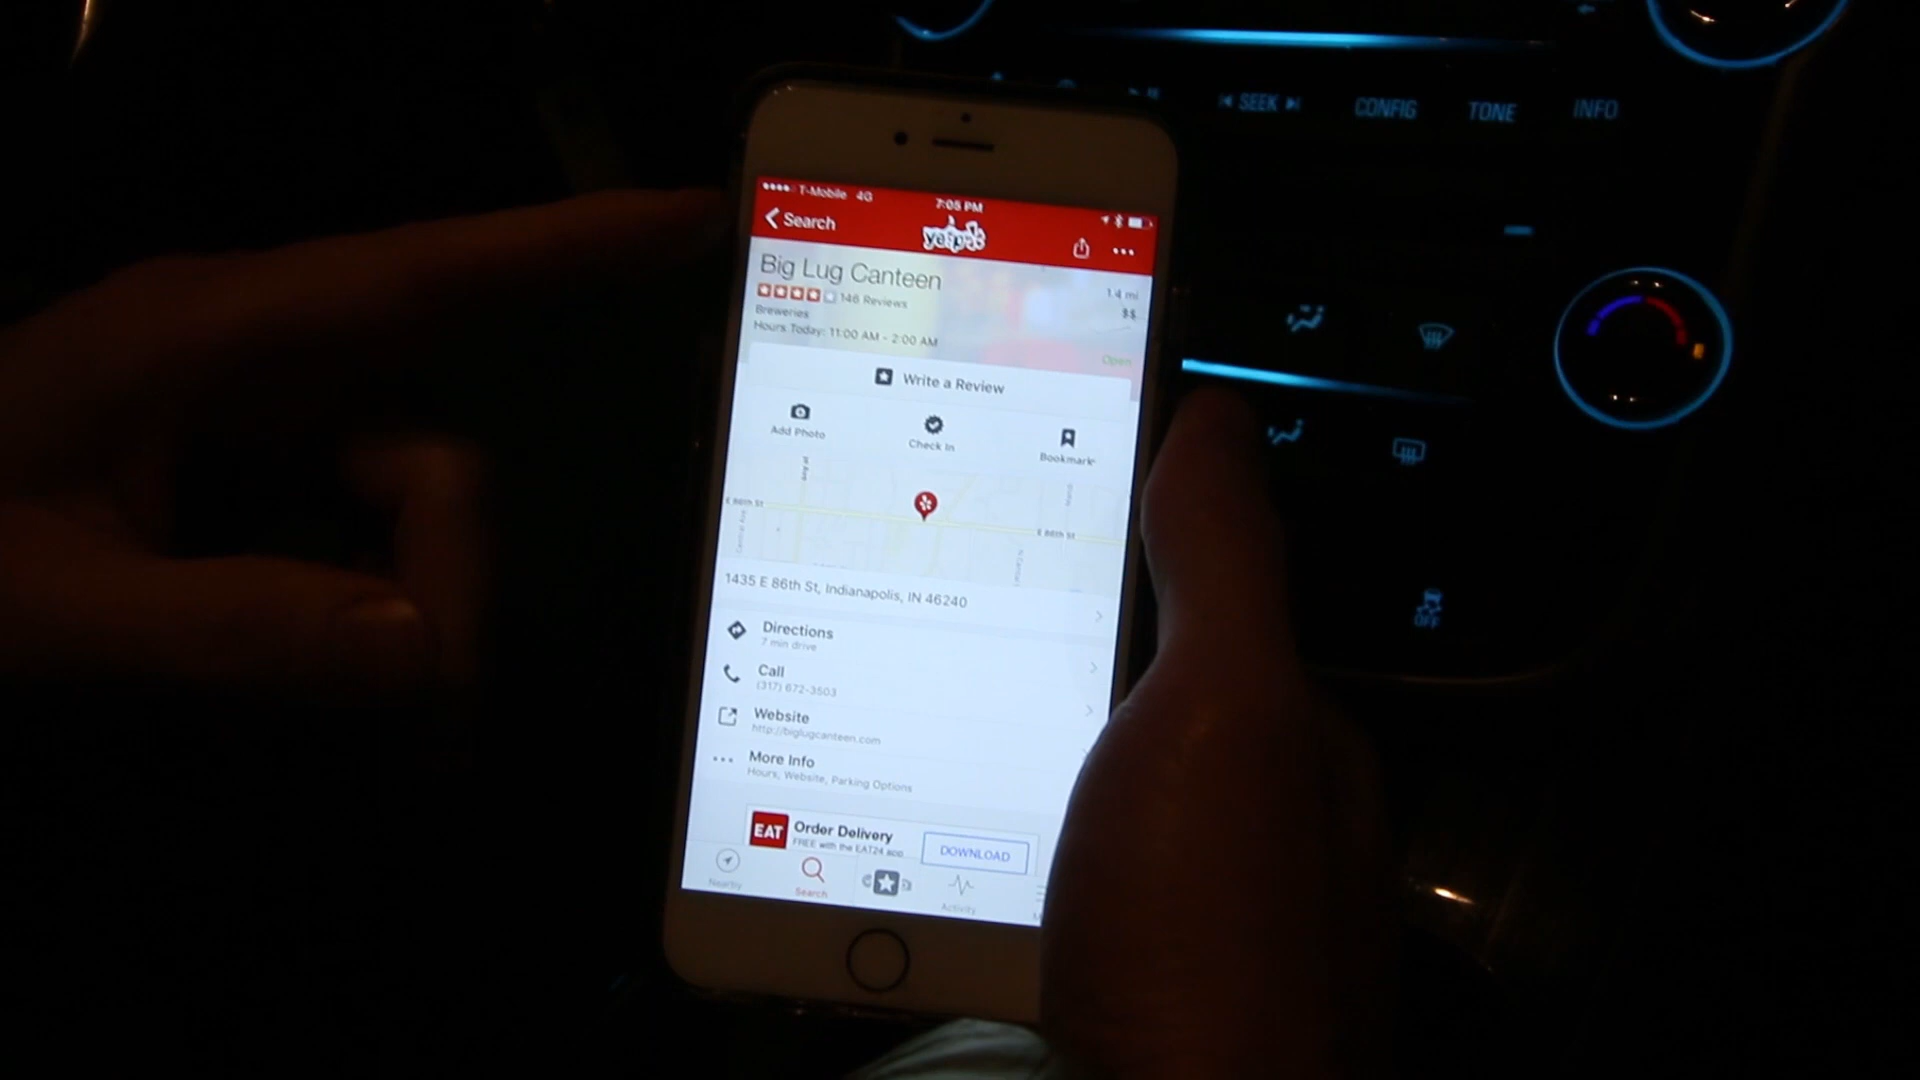 SEEK
CONFIG
TONE
INFO
T-Mobile 4G
7:05 PM
Search
yelp
Big Lug Canteen
1.4 mi
146 Reviews
$$
Breweries
Hours Today: 11:00 AM - 2:00 AM
Open
Write a Review
Add Photo
Check In
Bookmark
E 86th St
E 86th St
1435 E 86th St, Indianapolis, IN 46240
Directions
7 min drive
Call
(317) 672-3503
Website
http://biglugcanteen.com
More Info
Hours, Website, Parking Options
EAT
Order Delivery
FREE with the EAT24 app
DOWNLOAD
Nearby
Search
Activity
OFF